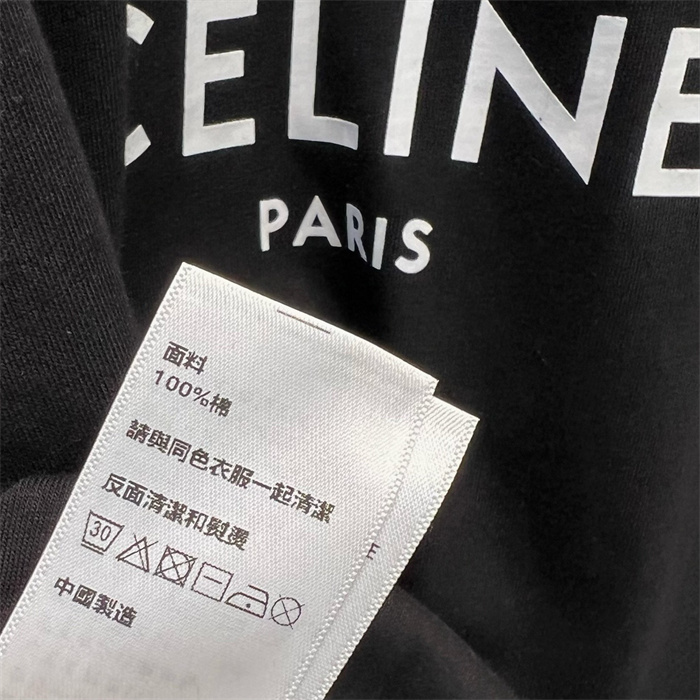 CELINE
PARIS
面料
100%棉
請與同色衣服一起清潔
反面清潔和熨燙
30
中國製造
E